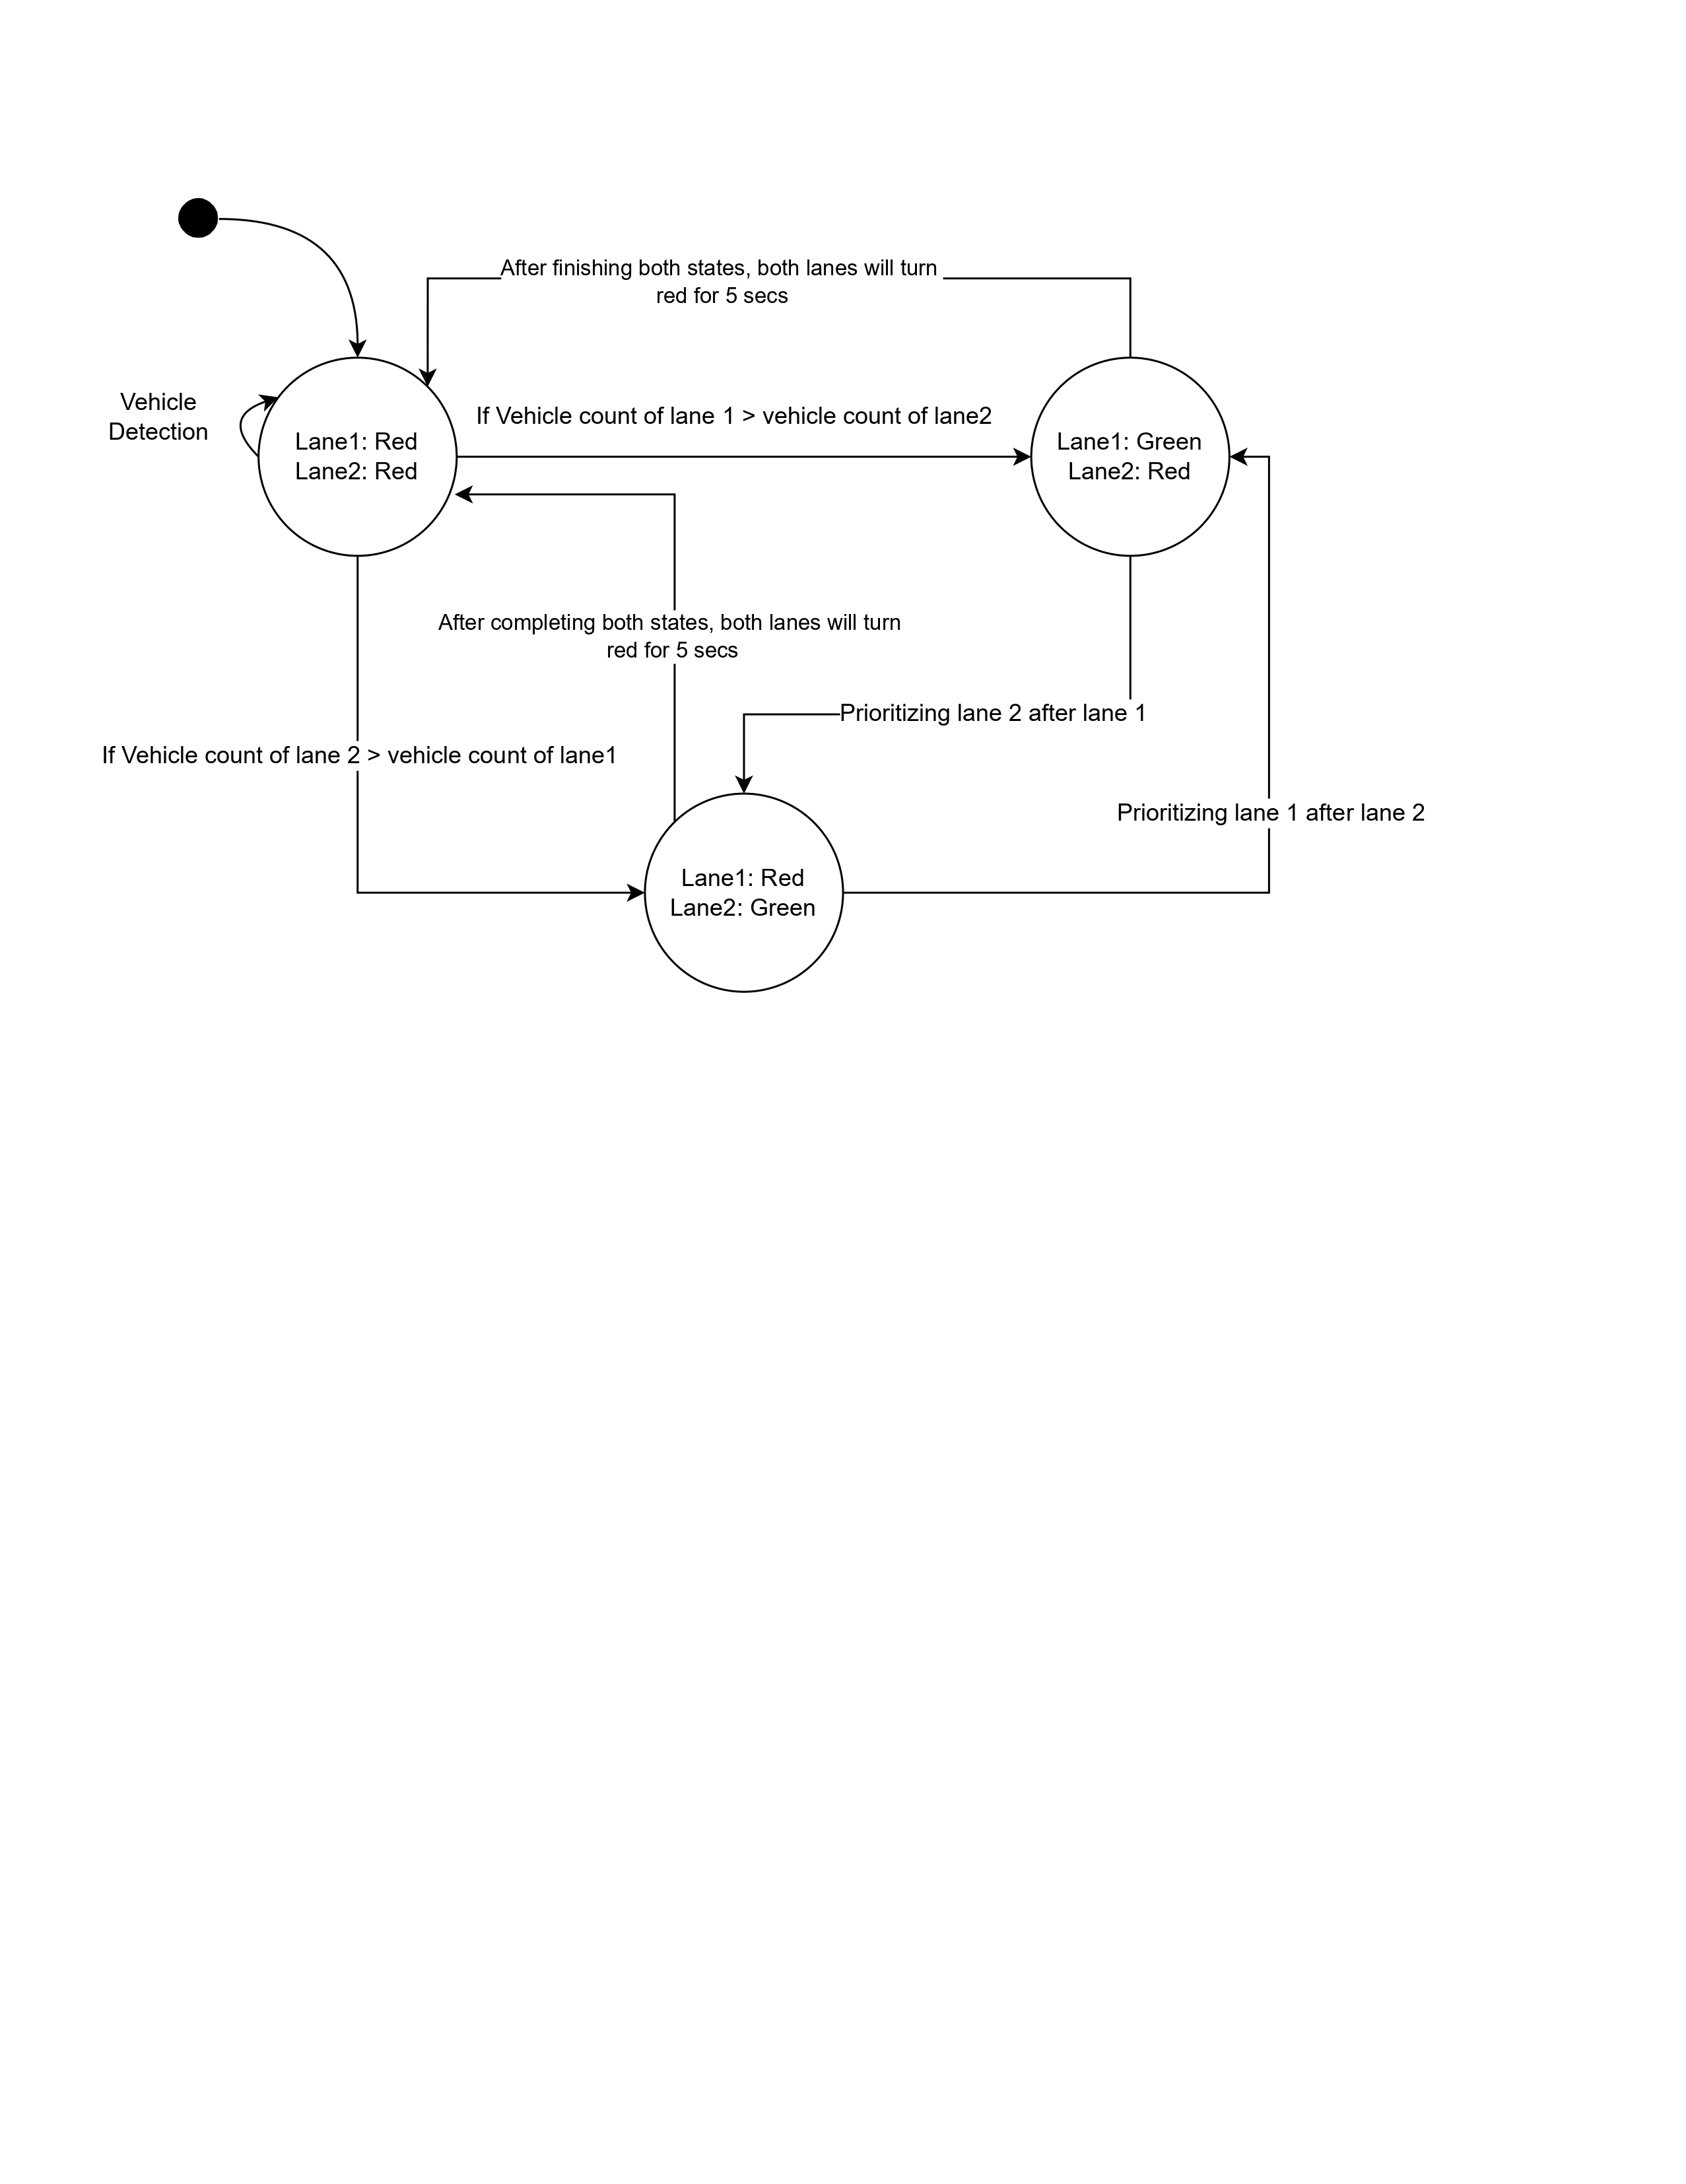 After finishing both states, both lanes will turn
red for 5 secs
Vehicle
Detection
If Vehicle count of lane 1 > vehicle count of lane2
Lane1: Red
Lane2: Red
Lane1: Green
Lane2: Red
After completing both states, both lanes will turn
red for 5 secs
Prioritizing lane 2 after lane 1
If Vehicle count of lane 2 > vehicle count of lane1
Prioritizing lane 1 after lane 2
Lane1: Red
Lane2: Green